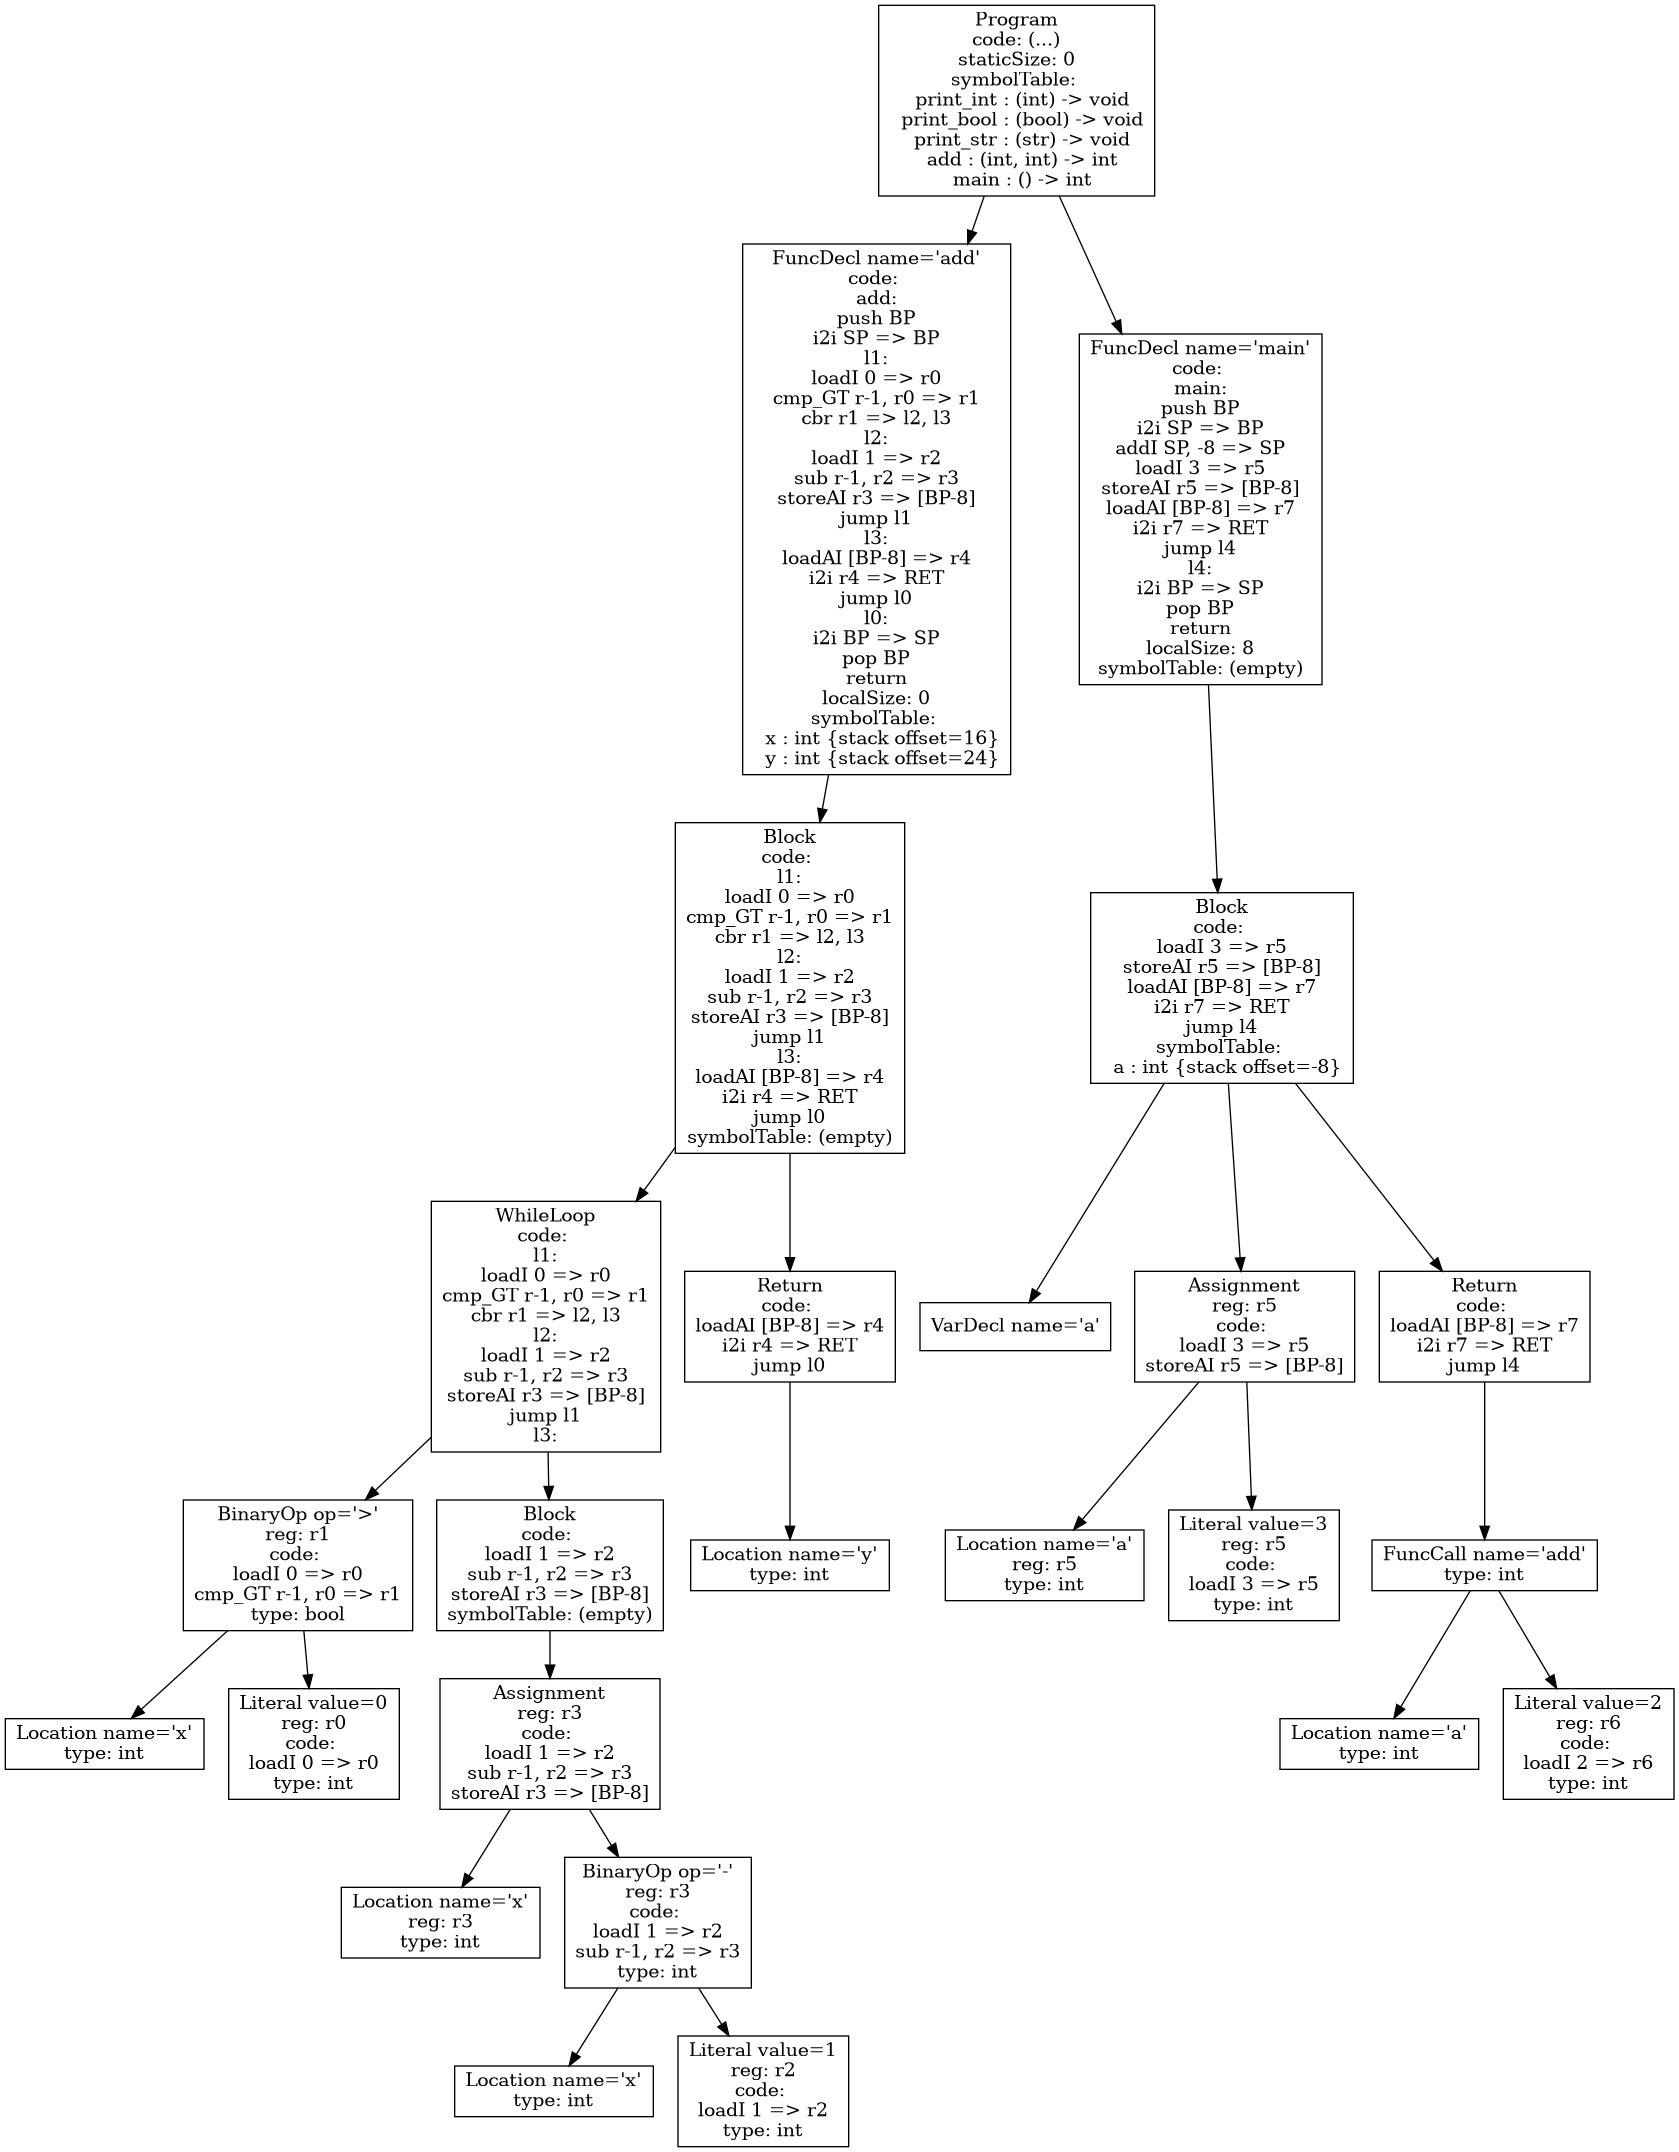 Program
code: (...)
staticSize: 0
symbolTable:
print_int : (int) -> void
print_bool : (bool) -> void
print_str : (str) -> void
add : (int, int) -> int
main : () -> int
FuncDecl name='add'
code:
add:
push BP
i2i SP => BP
l1:
loadI 0 => r0
cmp_GT r-1, r0 => r1
cbr r1 => l2, l3
l2:
loadI 1 => r2
sub r-1, r2 => r3
storeAI r3 => [BP-8]
jump l1
l3:
loadAI [BP-8] => r4
i2i r4 => RET
jump l0
l0:
i2i BP => SP
pop BP
return
localSize: 0
symbolTable:
x : int {stack offset=16}
y : int {stack offset=24}
FuncDecl name='main'
code:
main:
push BP
i2i SP => BP
addI SP, -8 => SP
loadI 3 => r5
storeAI r5 => [BP-8]
loadAI [BP-8] => r7
i2i r7 => RET
jump l4
l4:
i2i BP => SP
pop BP
return
localSize: 8
symbolTable: (empty)
Block
code:
l1:
loadI 0 => r0
cmp_GT r-1, r0 => r1
cbr r1 => l2, l3
l2:
loadI 1 => r2
sub r-1, r2 => r3
storeAI r3 => [BP-8]
jump l1
l3:
loadAI [BP-8] => r4
i2i r4 => RET
jump l0
symbolTable: (empty)
Block
code:
loadI 3 => r5
storeAI r5 => [BP-8]
loadAI [BP-8] => r7
i2i r7 => RET
jump l4
symbolTable:
a : int {stack offset=-8}
WhileLoop
code:
l1:
loadI 0 => r0
cmp_GT r-1, r0 => r1
cbr r1 => l2, l3
l2:
loadI 1 => r2
sub r-1, r2 => r3
storeAI r3 => [BP-8]
jump l1
l3:
Return
code:
loadAI [BP-8] => r4
i2i r4 => RET
jump l0
VarDecl name='a'
Assignment
reg: r5
code:
loadI 3 => r5
storeAI r5 => [BP-8]
Return
code:
loadAI [BP-8] => r7
i2i r7 => RET
jump l4
BinaryOp op='>'
reg: r1
code:
loadI 0 => r0
cmp_GT r-1, r0 => r1
type: bool
Block
code:
loadI 1 => r2
sub r-1, r2 => r3
storeAI r3 => [BP-8]
symbolTable: (empty)
Location name='y'
type: int
Location name='a'
reg: r5
type: int
Literal value=3
reg: r5
code:
loadI 3 => r5
type: int
FuncCall name='add'
type: int
Location name='x'
type: int
Literal value=0
reg: r0
code:
loadI 0 => r0
type: int
Assignment
reg: r3
code:
loadI 1 => r2
sub r-1, r2 => r3
storeAI r3 => [BP-8]
Location name='a'
type: int
Literal value=2
reg: r6
code:
loadI 2 => r6
type: int
Location name='x'
reg: r3
type: int
BinaryOp op='-'
reg: r3
code:
loadI 1 => r2
sub r-1, r2 => r3
type: int
Location name='x'
type: int
Literal value=1
reg: r2
code:
loadI 1 => r2
type: int